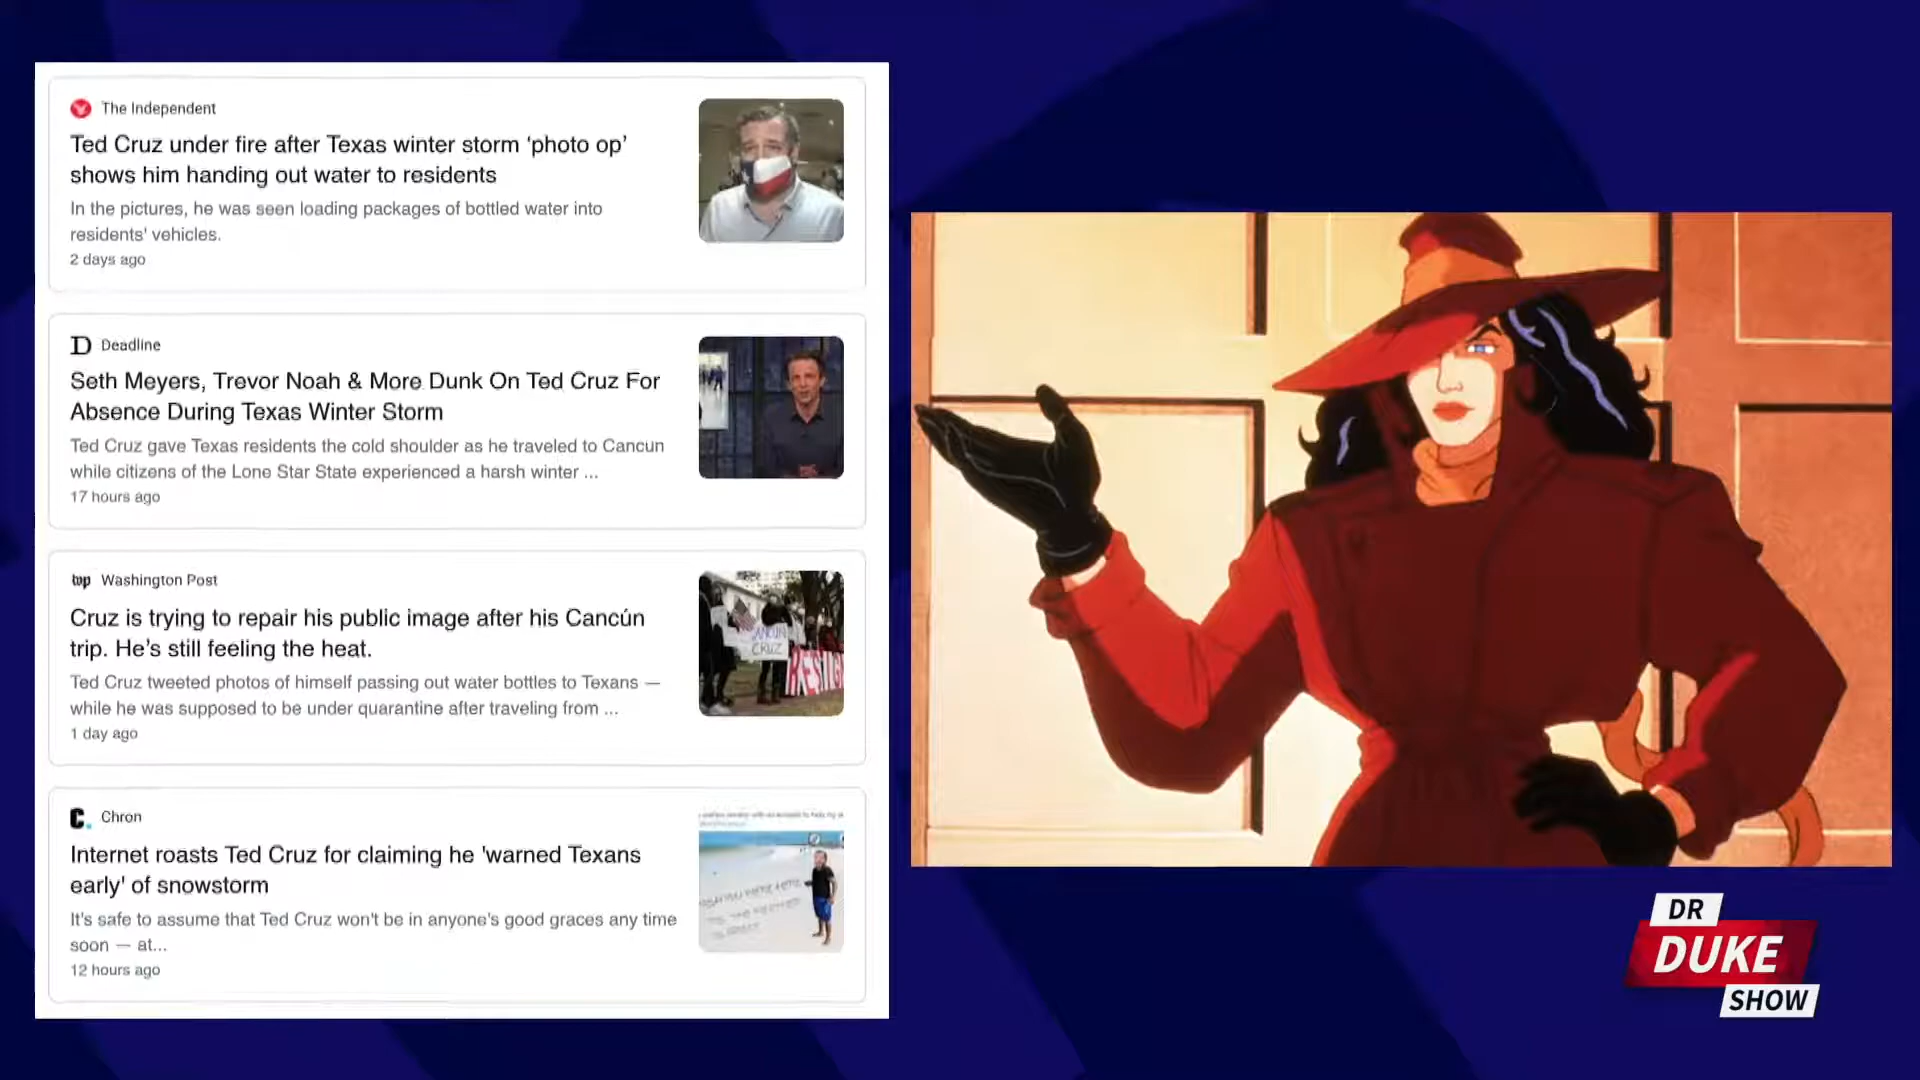 The Independent
Ted Cruz under fire after Texas winter storm ‘photo op’
shows him handing out water to residents
In the pictures, he was seen loading packages of bottled water into
residents' vehicles.
2 days ago
D Deadline
Seth Meyers, Trevor Noah & More Dunk On Ted Cruz For
Absence During Texas Winter Storm
Ted Cruz gave Texas residents the cold shoulder as he traveled to Cancun
while citizens of the Lone Star State experienced a harsh winter ...
17 hours ago
wp Washington Post
Cruz is trying to repair his public image after his Cancún
trip. He’s still feeling the heat.
Ted Cruz tweeted photos of himself passing out water bottles to Texans —
while he was supposed to be under quarantine after traveling from ...
1 day ago
CANCUN
CRUZ
RESIGN
C. Chron
Internet roasts Ted Cruz for claiming he 'warned Texans
early' of snowstorm
It's safe to assume that Ted Cruz won't be in anyone's good graces any time
soon — at...
12 hours ago
DR
DUKE
SHOW